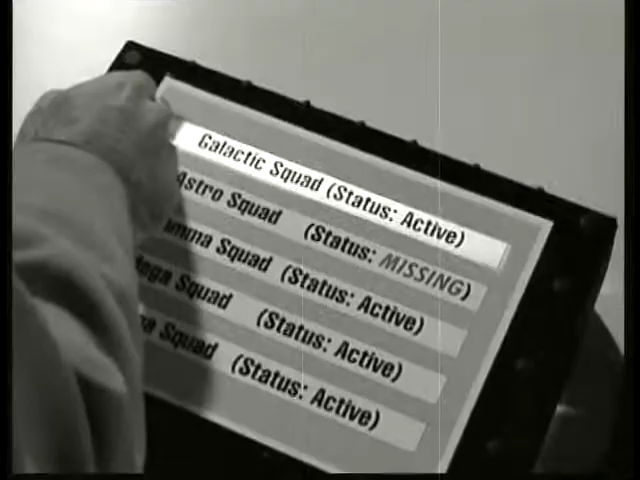 Galactic Squad (Status: Active)
Astro Squad (Status: MISSING)
Squad (Status: Active)
Squad (Status: Active)
Squad (Status: Active)